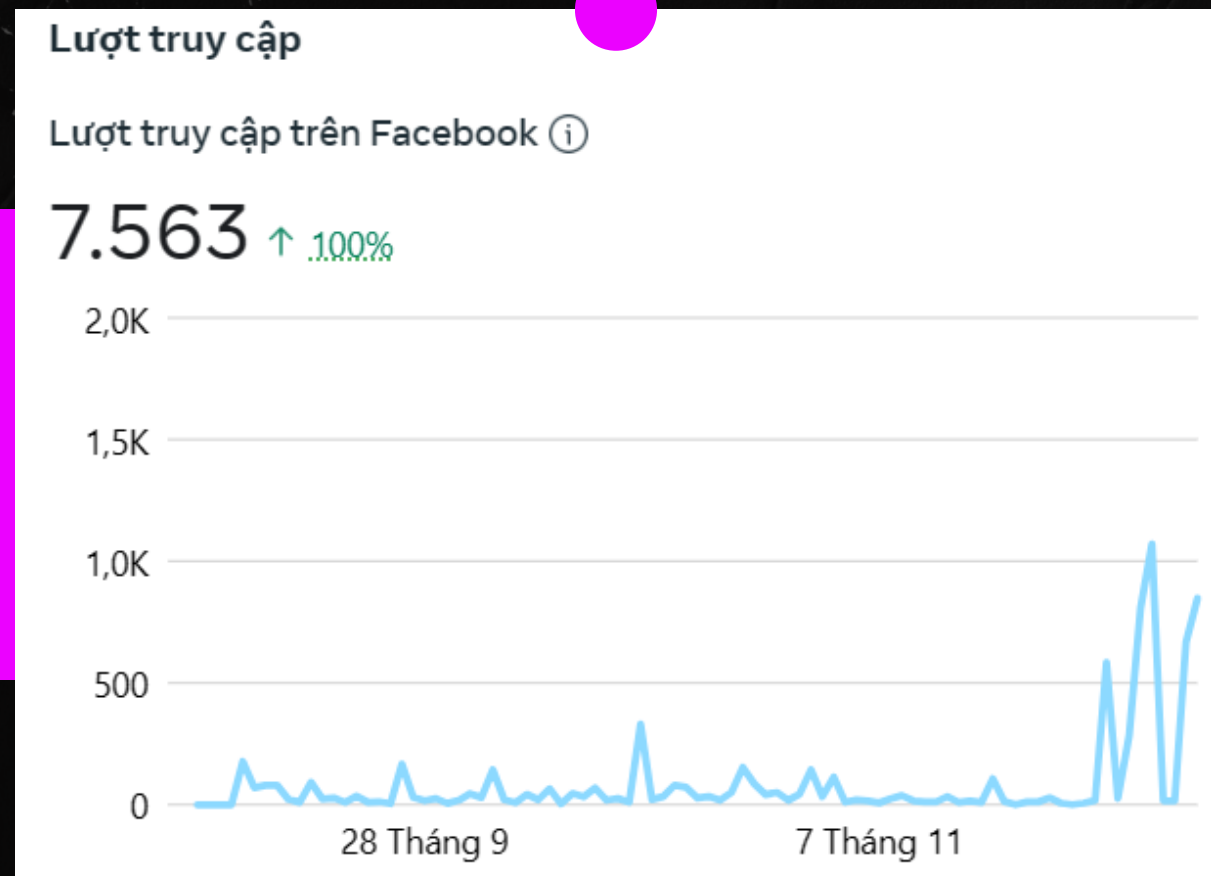 Lượt truy cập
Lượt truy cập trên Facebook
7.563 ↑ 100%
2,0K
1,5K
1,0K
500
0
28 Tháng 9
7 Tháng 11